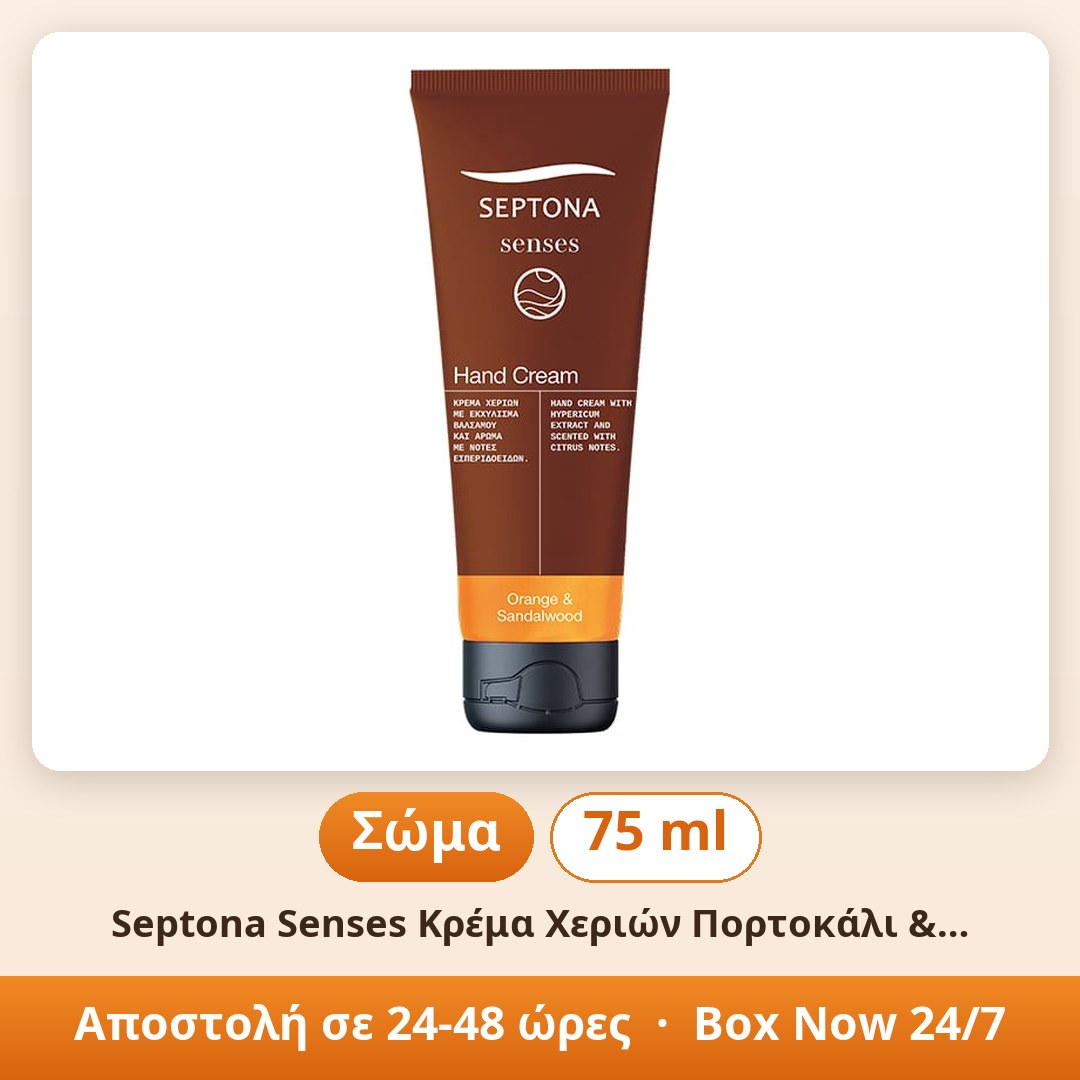 SEPTONA
senses
Hand Cream
ΚΡΕΜΑ ΧΕΡΙΩΝ
ΜΕ ΕΚΧΥΛΙΣΜΑ
ΒΑΛΣΑΜΟΥ
ΚΑΙ ΑΡΩΜΑ
ΜΕ ΝΟΤΕΣ
ΕΣΠΕΡΙΔΟΕΙΔΩΝ.
HAND CREAM WITH
HYPERICUM
EXTRACT AND
SCENTED WITH
CITRUS NOTES.
Orange &
Sandalwood
Σώμα
75 ml
Septona Senses Κρέμα Χεριών Πορτοκάλι &...
Αποστολή σε 24-48 ώρες · Box Now 24/7